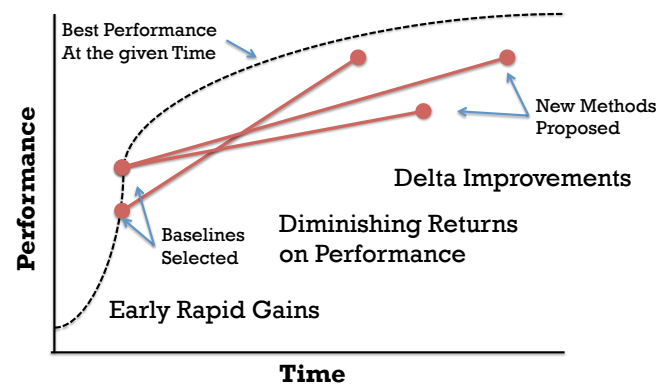 Best Performance
At the given Time
New Methods
Proposed
Delta Improvements
Diminishing Returns
on Performance
Baselines
Selected
Early Rapid Gains
Performance
Time